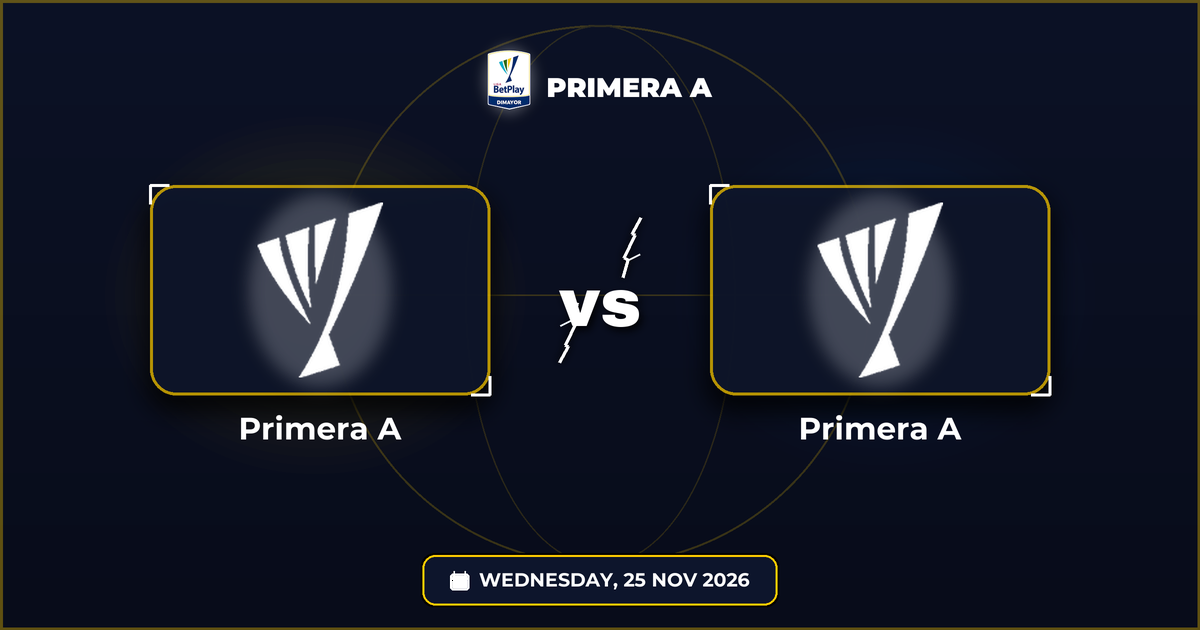 BetPlay
DIMAYOR
PRIMERA A
VS
Primera A
Primera A
WEDNESDAY, 25 NOV 2026